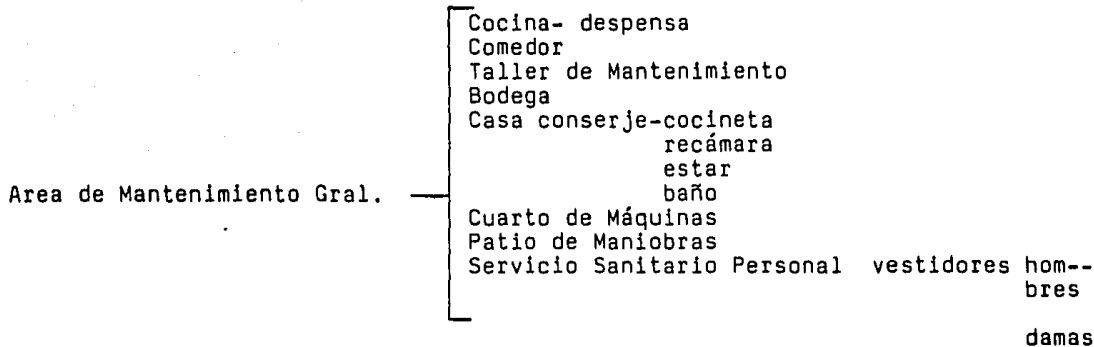 Cocina- despensa
Comedor
Taller de Mantenimiento
Bodega
Casa conserje-cocineta
recámara
estar
Area de Mantenimiento Gral.
baño
Cuarto de Máquinas
Patio de Maniobras
Servicio Sanitario Personal vestidores hom--
bres
damas